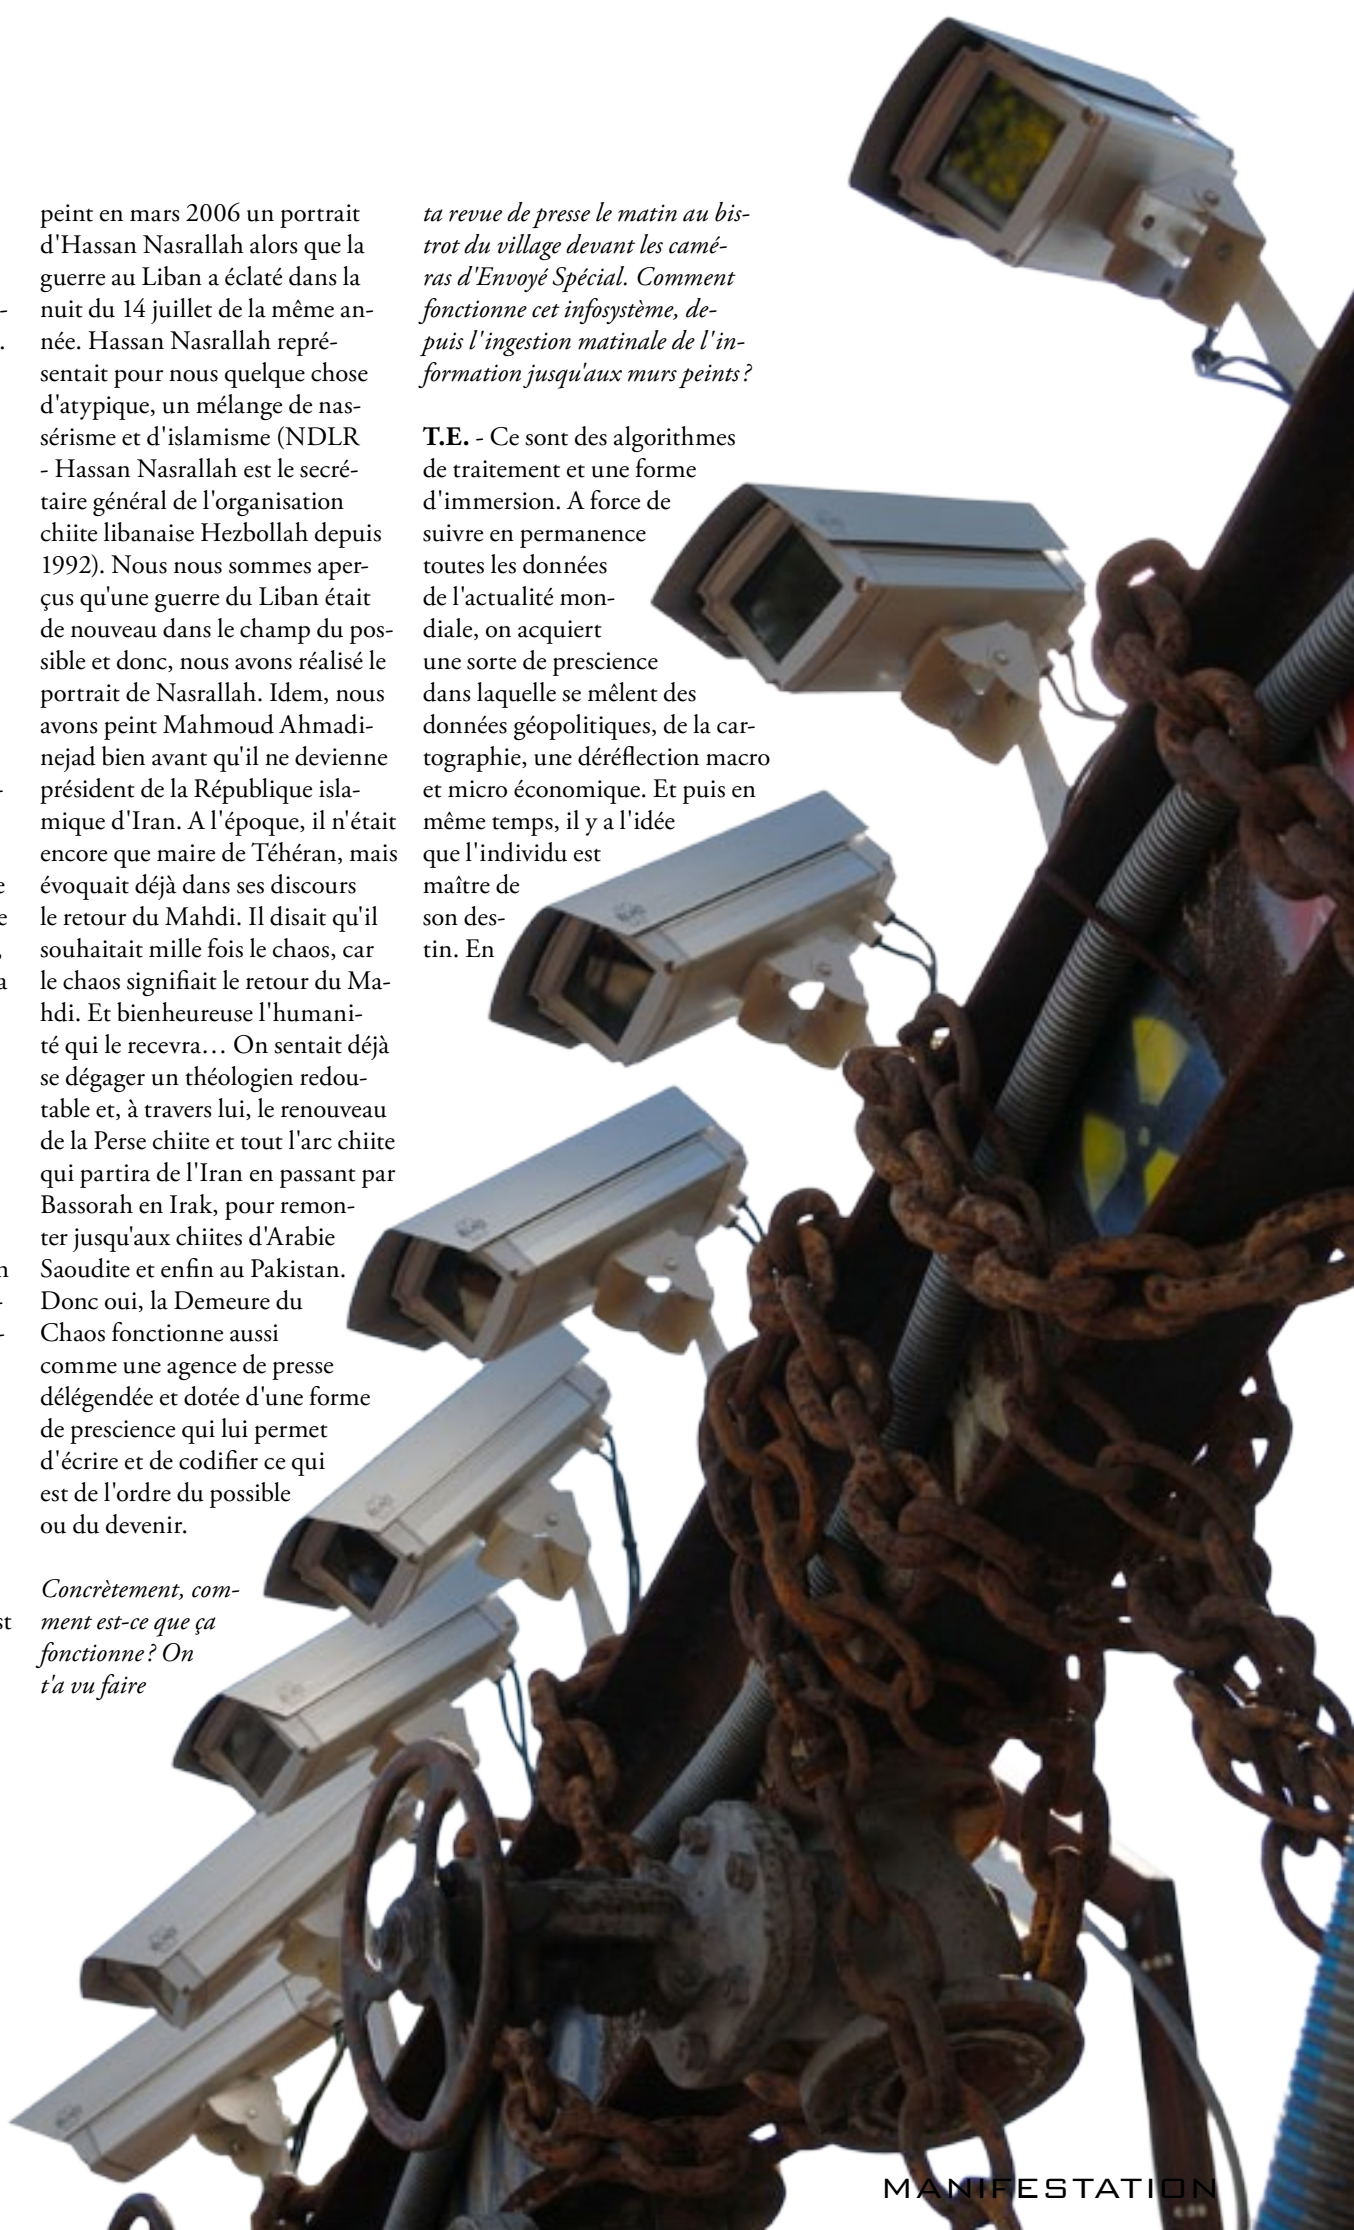 peint en mars 2006 un portrait
d'Hassan Nasrallah alors que la
guerre au Liban a éclaté dans la
nuit du 14 juillet de la même an-
née. Hassan Nasrallah repré-
sentait pour nous quelque chose
d'atypique, un mélange de nas-
sérisme et d'islamisme (NDLR
- Hassan Nasrallah est le secré-
taire général de l'organisation
chiite libanaise Hezbollah depuis
1992). Nous nous sommes aper-
çus qu'une guerre du Liban était
de nouveau dans le champ du pos-
sible et donc, nous avons réalisé le
portrait de Nasrallah. Idem, nous
avons peint Mahmoud Ahmadi-
nejad bien avant qu'il ne devienne
président de la République isla-
mique d'Iran. A l'époque, il n'était
encore que maire de Téhéran, mais
évoquait déjà dans ses discours
le retour du Mahdi. Il disait qu'il
souhaitait mille fois le chaos, car
le chaos signifiait le retour du Ma-
hdi. Et bienheureuse l'humani-
té qui le recevra… On sentait déjà
se dégager un théologien redou-
table et, à travers lui, le renouveau
de la Perse chiite et tout l'arc chiite
qui partira de l'Iran en passant par
Bassorah en Irak, pour remon-
ter jusqu'aux chiites d'Arabie
Saoudite et enfin au Pakistan.
Donc oui, la Demeure du
Chaos fonctionne aussi
comme une agence de presse
délégendée et dotée d'une forme
de prescience qui lui permet
d'écrire et de codifier ce qui
est de l'ordre du possible
ou du devenir.
Concrètement, com-
ment est-ce que ça
fonctionne ? On
t'a vu faire
ta revue de presse le matin au bis-
trot du village devant les camé-
ras d'Envoyé Spécial. Comment
fonctionne cet infosystème, de-
puis l'ingestion matinale de l'in-
formation jusqu'aux murs peints ?
T.E. - Ce sont des algorithmes
de traitement et une forme
d'immersion. A force de
suivre en permanence
toutes les données
de l'actualité mon-
diale, on acquiert
une sorte de prescience
dans laquelle se mêlent des
données géopolitiques, de la car-
tographie, une déréflection macro
et micro économique. Et puis en
même temps, il y a l'idée
que l'individu est
maître de
son des-
tin. En
MANIFESTATION